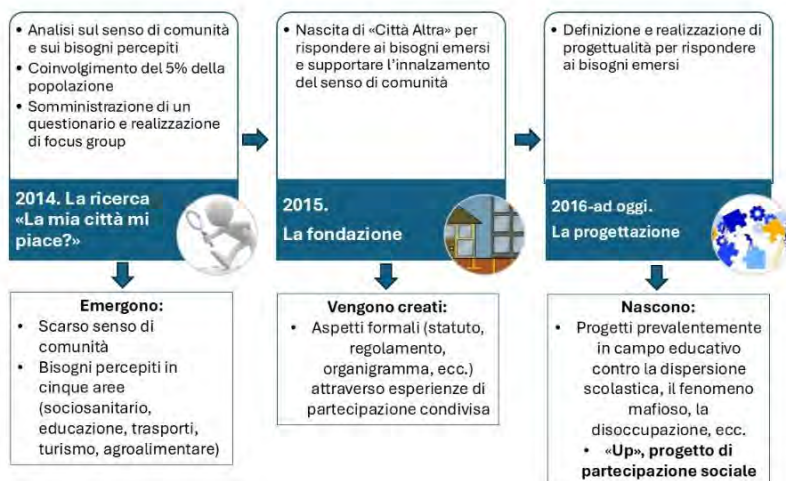 • Analisi sul senso di comunità
e sui bisogni percepiti
• Coinvolgimento del 5% della
popolazione
• Somministrazione di un
questionario e realizzazione
di focus group
2014. La ricerca
«La mia città mi
piace?»
Emergono:
• Scarso senso di
comunità
• Bisogni percepiti in
cinque aree
(sociosanitario,
educazione, trasporti,
turismo, agroalimentare)
• Nascita di «Città Altra» per
rispondere ai bisogni emersi
e supportare l'innalzamento
del senso di comunità
2015.
La fondazione
Vengono creati:
• Aspetti formali (statuto,
regolamento,
organigramma, ecc.)
attraverso esperienze di
partecipazione condivisa
• Definizione e realizzazione di
progettualità per rispondere
ai bisogni emersi
2016-ad oggi.
La progettazione
Nascono:
• Progetti prevalentemente
in campo educativo
contro la dispersione
scolastica, il fenomeno
mafioso, la
disoccupazione, ecc.
• «Up», progetto di
partecipazione sociale